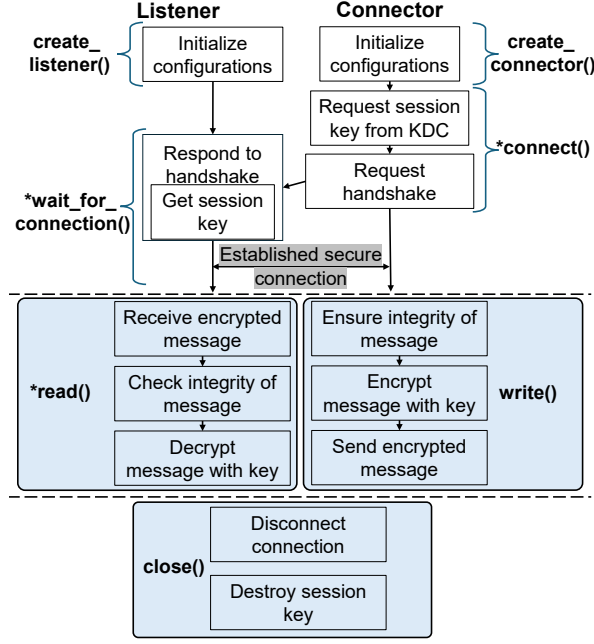 Listener
Connector
create_
listener()
Initialize
configurations
Initialize
configurations
create_
connector()
Request session
key from KDC
*connect()
Respond to
handshake
Request
handshake
Get session
key
*wait_for_
connection()
Established secure
connection
Receive encrypted
message
Ensure integrity of
message
*read()
Check integrity of
message
Encrypt
message with key
write()
Decrypt
message with key
Send encrypted
message
Disconnect
connection
close()
Destroy session
key